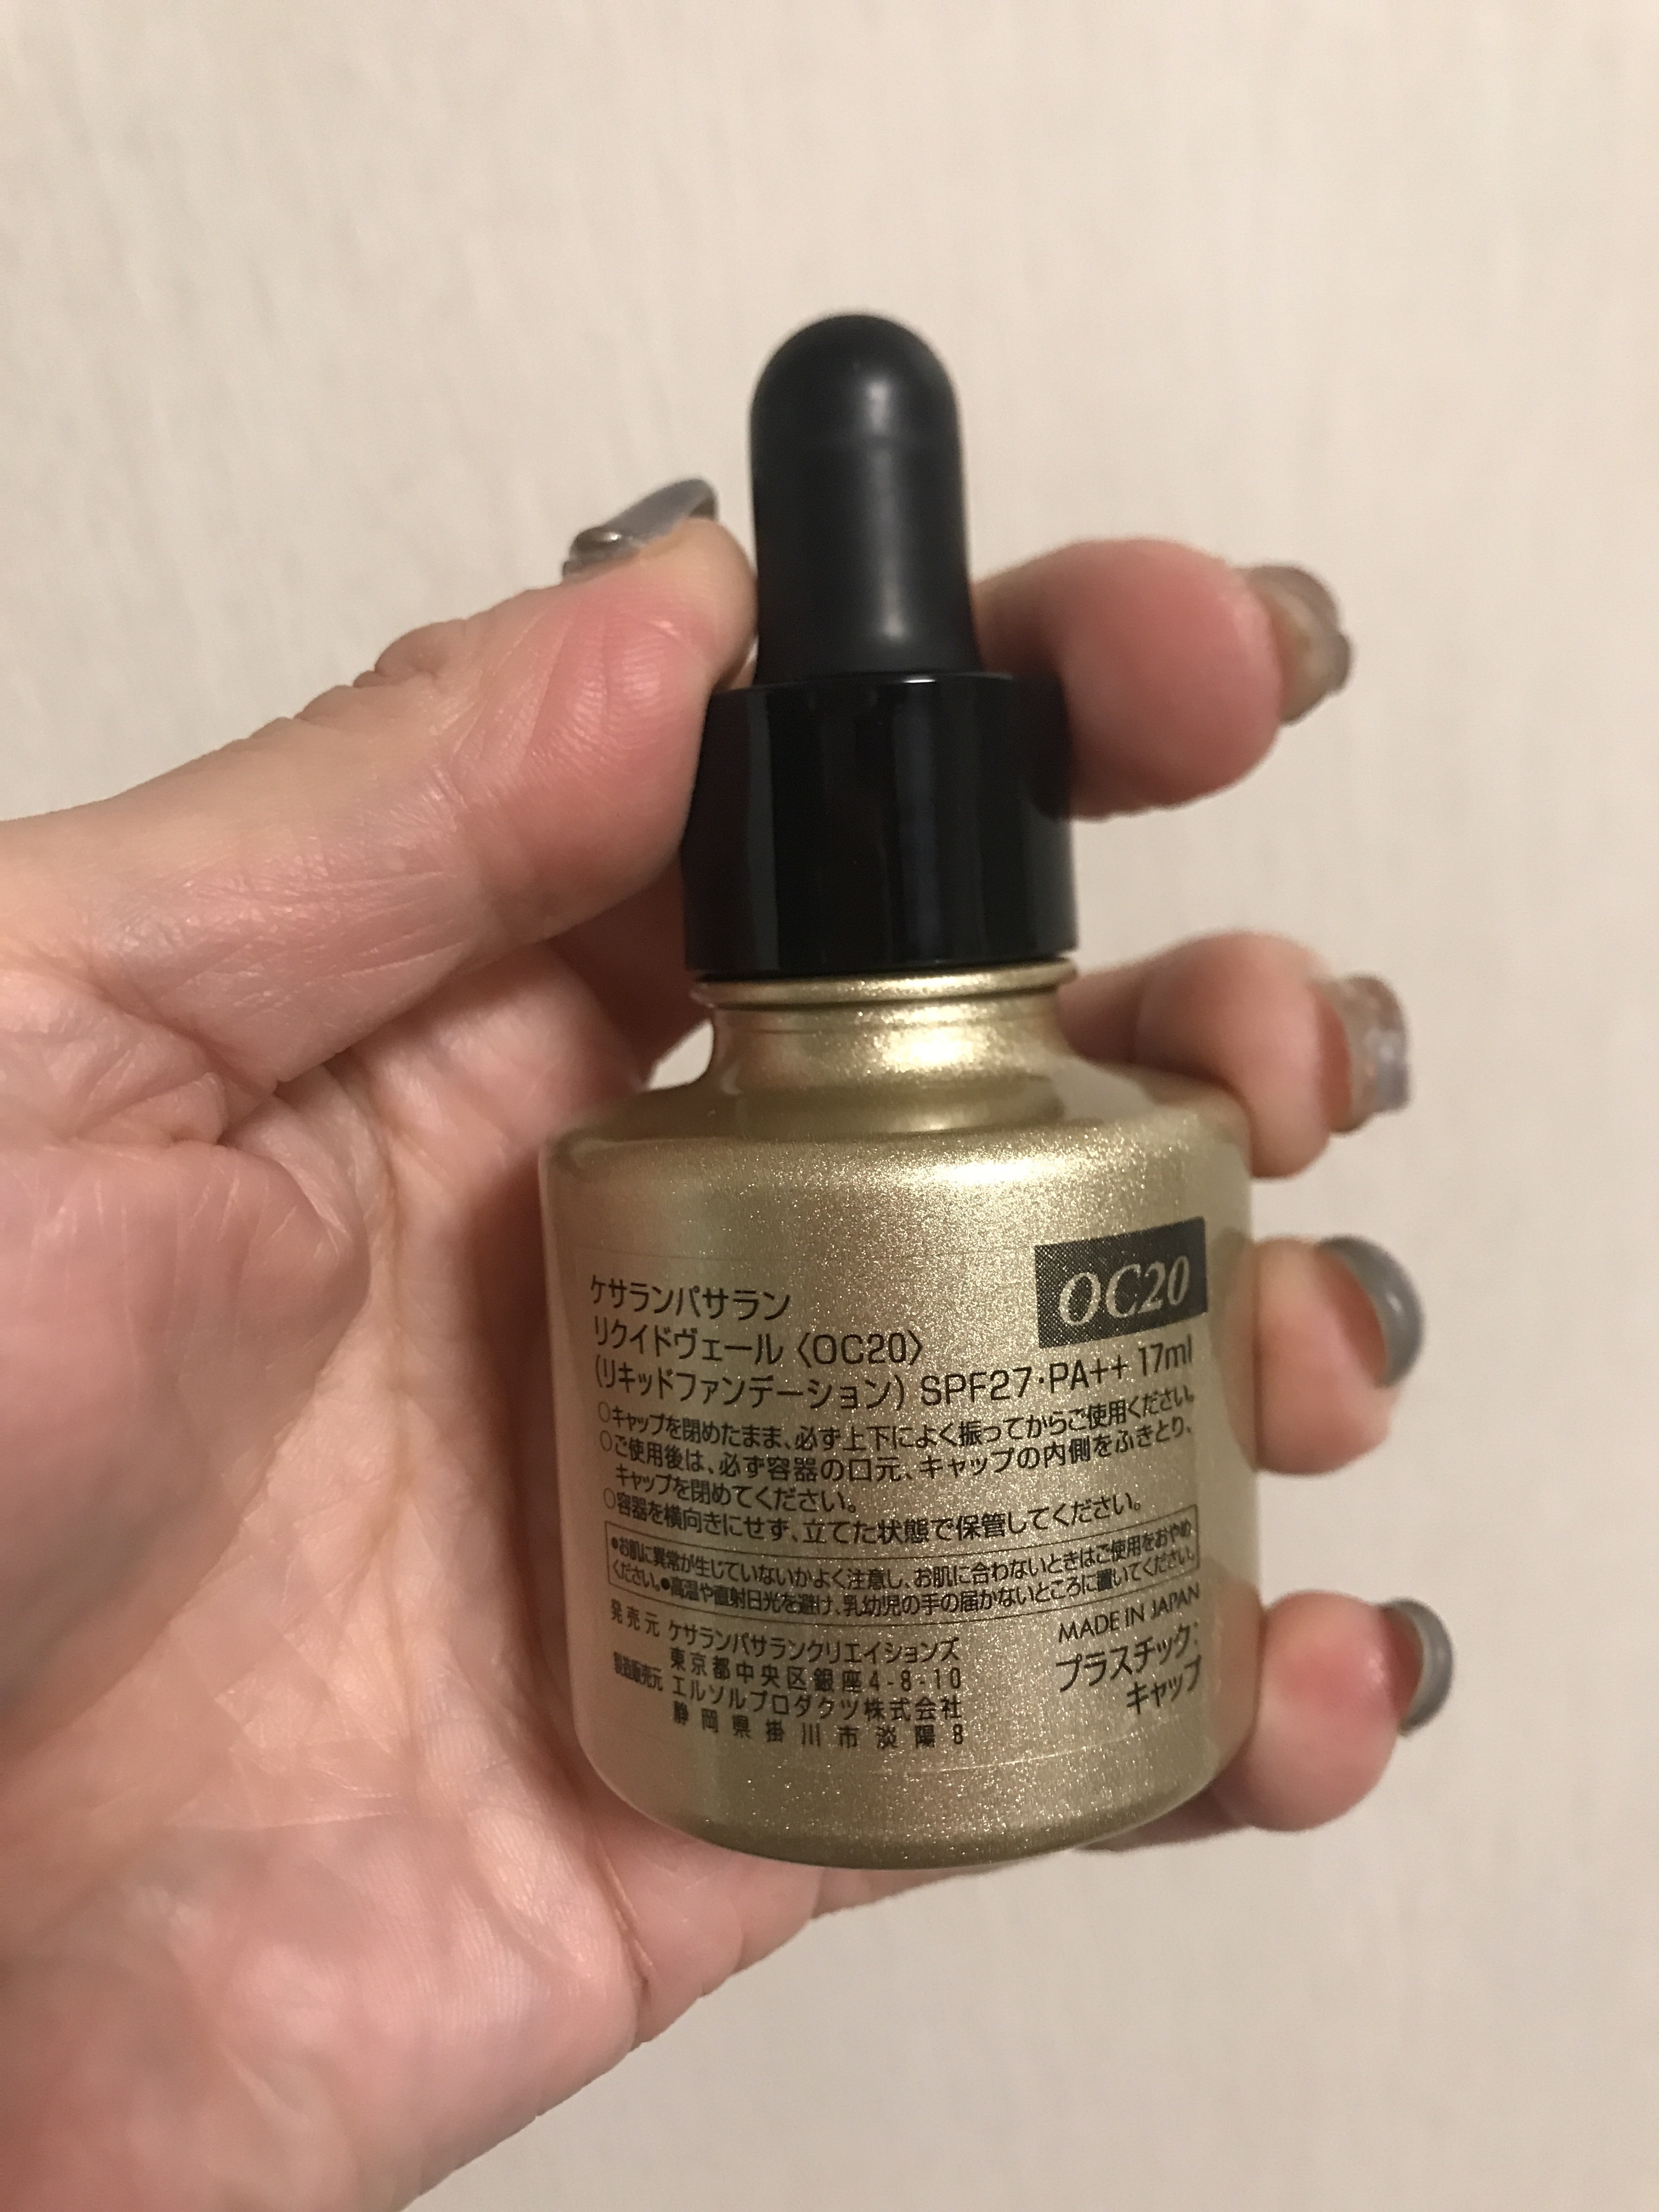 OC20
ケサランパサラン
リクイドヴェール〈OC20〉
(リキッドファンデーション) SPF27・PA++ 17ml
○キャップを閉めたまま、必ず上下によく振ってからご使用ください。
○ご使用後は、必ず容器の口元、キャップの内側をふきとり、
キャップを閉めてください。
○容器を横向きにせず、立てた状態で保管してください。
●お肌に異常が生じていないかよく注意し、お肌に合わないときはご使用をおやめ
ください。●高温や直射日光を避け、乳幼児の手の届かないところに置いてください。
発売元 ケサランパサランクリエイションズ
東京都中央区銀座4-8-10
製造販売元 エルソルプロダクツ株式会社
静岡県掛川市淡陽8
MADE IN JAPAN
プラスチック:
キャップ